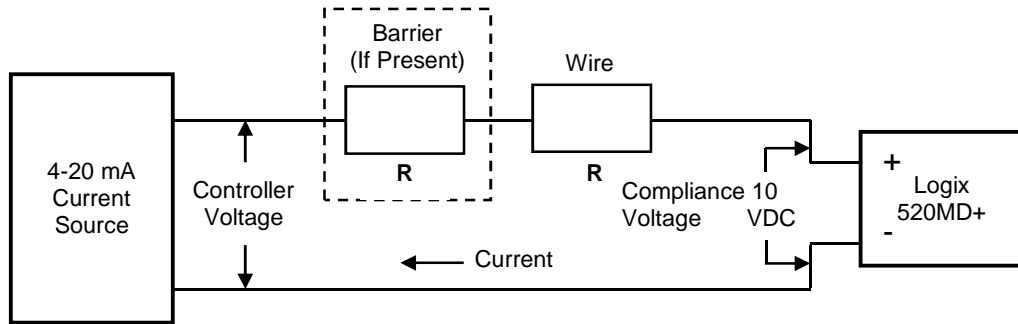 Barrier
(If Present)
Wire
4-20 mA
Current
Source
Controller
Voltage
R
R
Compliance 10
Voltage
VDC
+
-
Logix
520MD+
Current